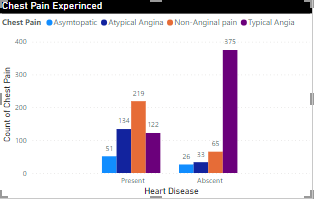 Chest Pain Experinced
Chest Pain Asymtopatic Atypical Angina Non-Anginal pain Typical Angia
Count of Chest Pain
400
300
200
100
0
51
134
219
122
26
33
65
375
Present
Abscent
Heart Disease